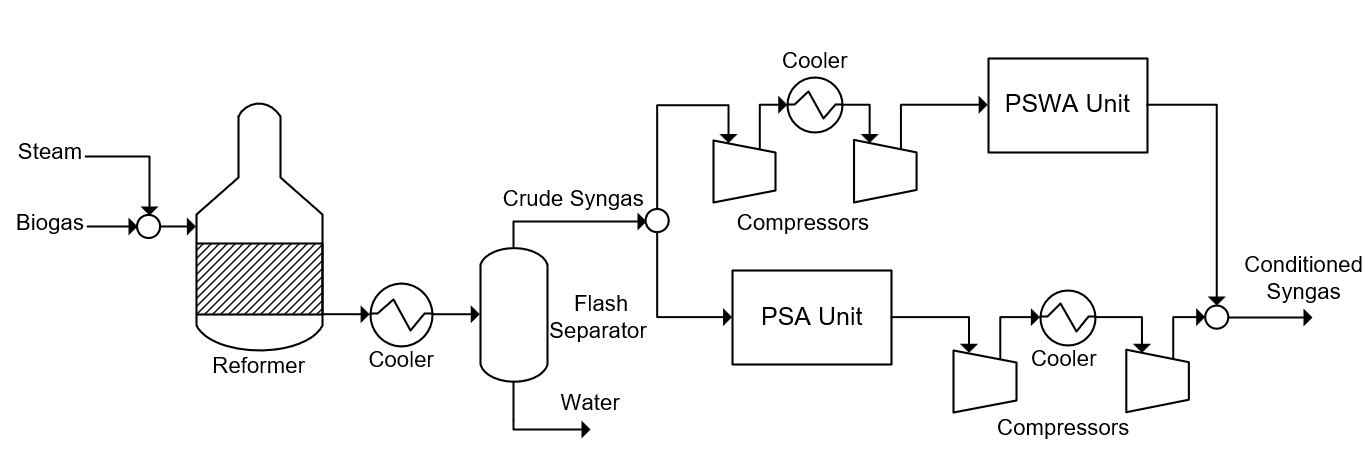 Cooler
PSWA Unit
Steam
Crude Syngas
Biogas
Compressors
Conditioned
Syngas
Flash
Separator
PSA Unit
Reformer
Cooler
Cooler
Water
Compressors